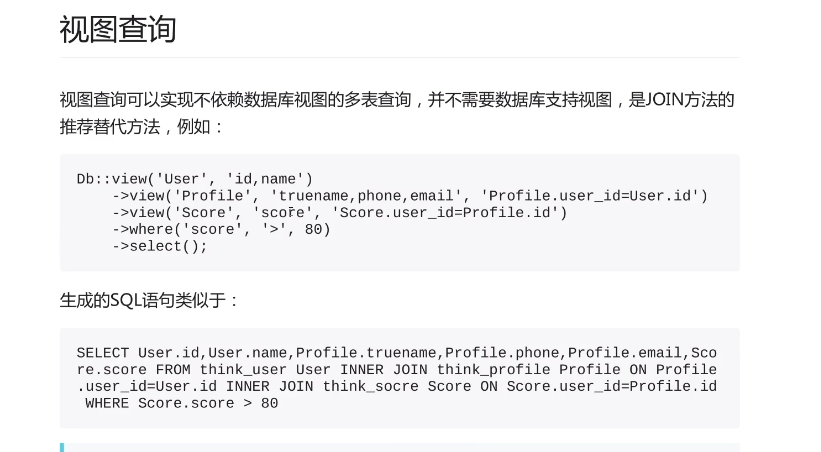 视图查询
视图查询可以实现不依赖数据库视图的多表查询，并不需要数据库支持视图，是JOIN方法的
推荐替代方法，例如：
Db::view('User', 'id,name')
->view('Profile', 'truename,phone,email', 'Profile.user_id=User.id')
->view('Score', 'score', 'Score.user_id=Profile.id')
->where('score', '>', 80)
->select();
生成的SQL语句类似于：
SELECT User.id,User.name,Profile.truename,Profile.phone,Profile.email,Sco
re.score FROM think_user User INNER JOIN think_profile Profile ON Profile
.user_id=User.id INNER JOIN think_socre Score ON Score.user_id=Profile.id
WHERE Score.score > 80